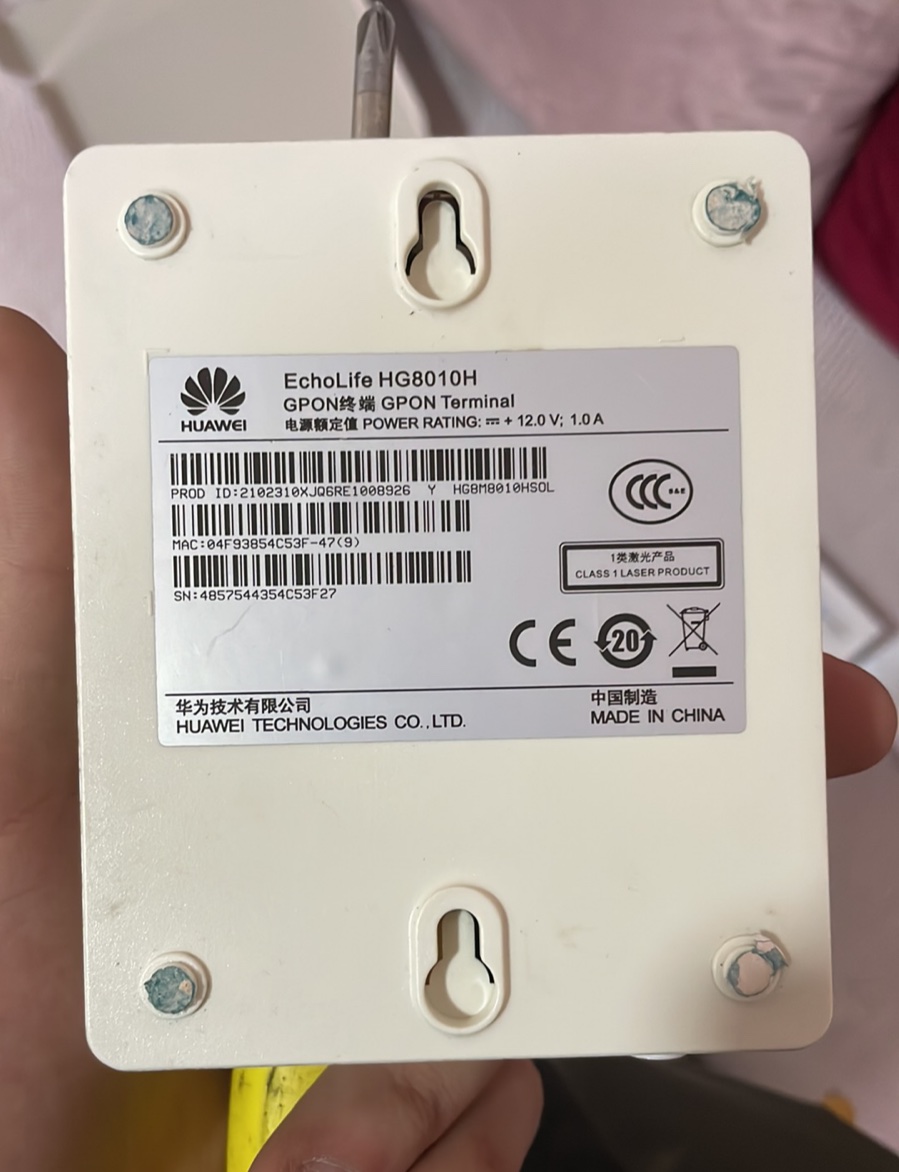 HUAWEI
EchoLife HG8010H
GPON终端 GPON Terminal
电源额定值 POWER RATING: ⎓ + 12.0 V; 1.0 A
PROD ID:2102310XJQ6RE1008926 Y HG8M8010HSOL
MAC:04F93854C53F-47(9)
SN:4857544354C53F27
CCC S&E
1类激光产品
CLASS 1 LASER PRODUCT
CE 20
华为技术有限公司
HUAWEI TECHNOLOGIES CO.,LTD.
中国制造
MADE IN CHINA